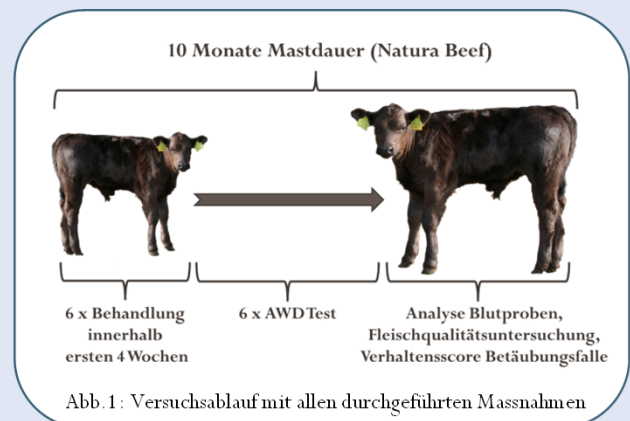 10 Monate Mastdauer (Natura Beef)
6 x Behandlung
innerhalb
ersten 4 Wochen
6 x AWD Test
Analyse Blutproben,
Fleischqualitätsuntersuchung,
Verhaltensscore Betäubungsfalle
Abb.1: Versuchsablauf mit allen durchgeführten Massnahmen